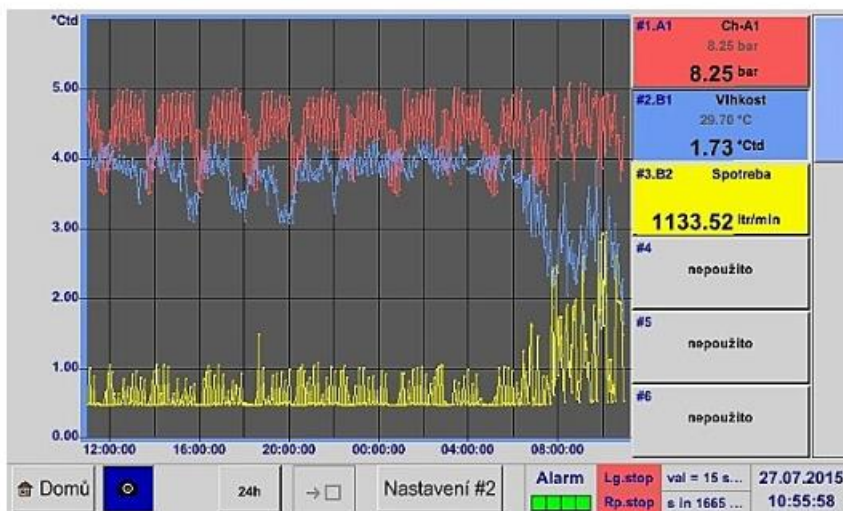 °Ctd
5.00
4.00
3.00
2.00
1.00
0.00
12:00:00 16:00:00 20:00:00 00:00:00 04:00:00 08:00:00
#1.A1 Ch-A1
8.25 bar
8.25 bar
#2.B1 Vlhkost
29.70 °C
1.73 °Ctd
#3.B2 Spotreba
1133.52 ltr/min
#4
nepoužito
#5
nepoužito
#6
nepoužito
Domů 24h Nastavení #2
Alarm
Lg.stop
Rp.stop
val = 15 s...
s in 1665 ...
27.07.2015
10:55:58